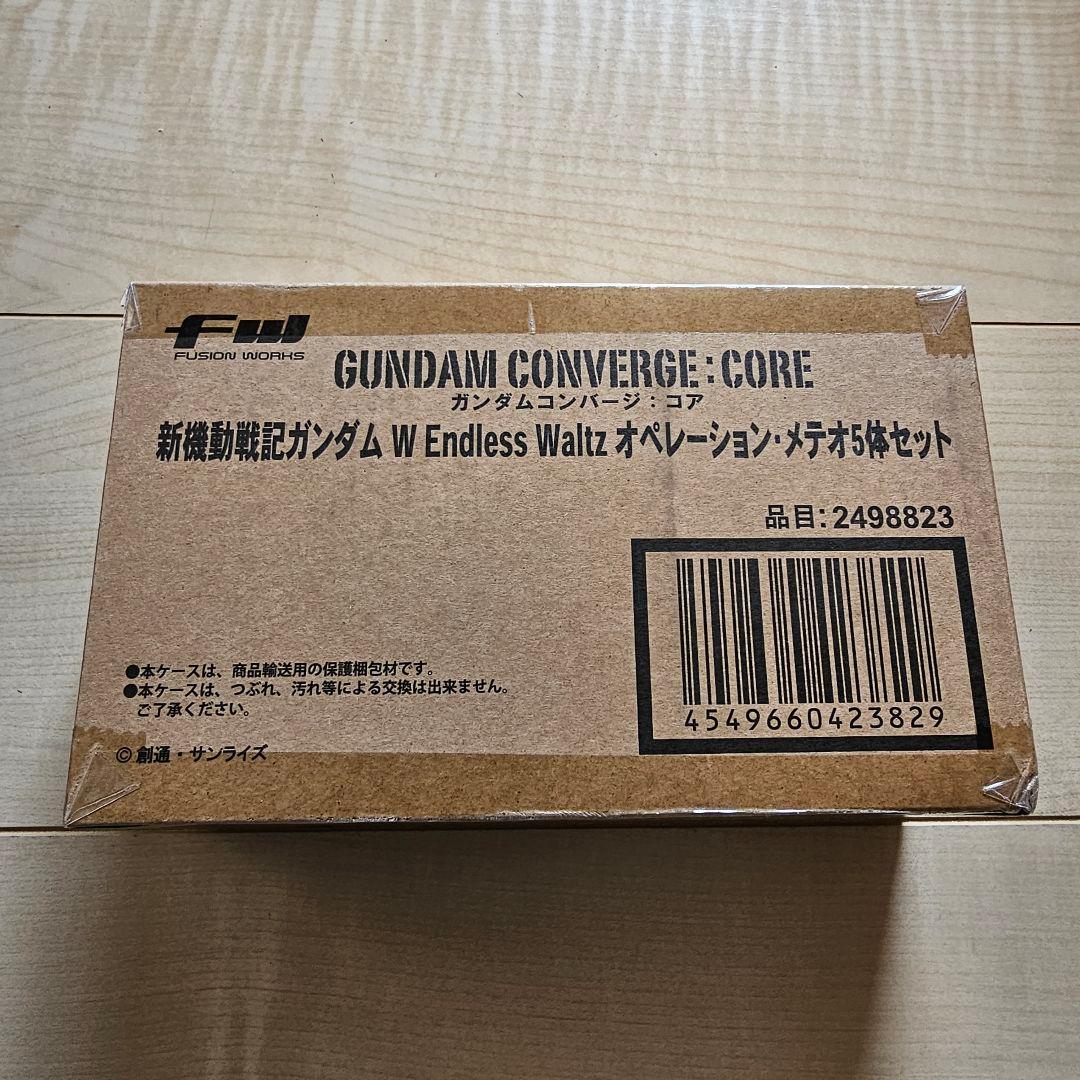 fw
FUSION WORKS
GUNDAM CONVERGE:CORE
ガンダムコンバージ:コア
新機動戦記ガンダム W Endless Waltz オペレーション・メテオ5体セット
品目:2498823
4549660423829
●本ケースは、商品輸送用の保護梱包材です。
●本ケースは、つぶれ、汚れ等による交換は出来ません。
ご了承ください。
© 創通・サンライズ